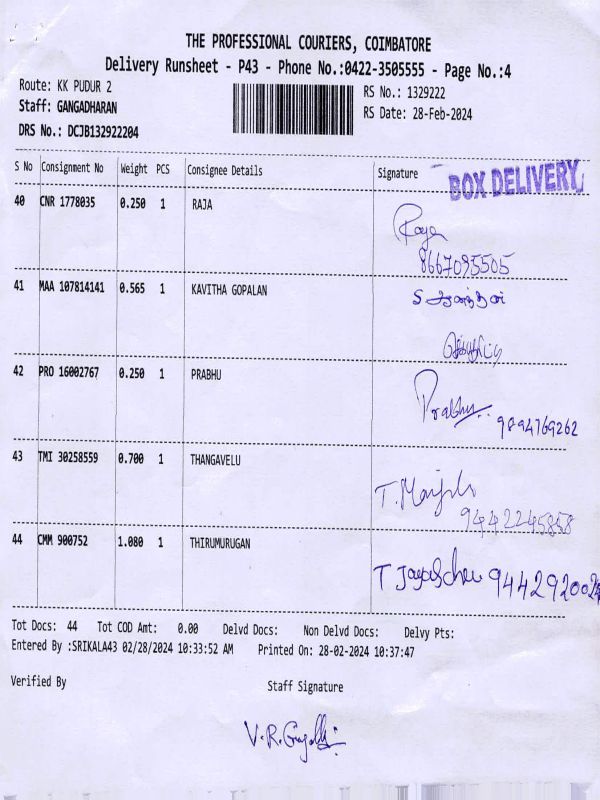 THE PROFESSIONAL COURIERS, COIMBATORE
Delivery Runsheet - P43 - Phone No.:0422-3505555 - Page No.:4
Route: KK PUDUR 2
RS No.: 1329222
Staff: GANGADHARAN
RS Date: 28-Feb-2024
DRS No.: DCJB132922204
S No Consignment No Weight PCS Consignee Details Signature
BOX DELIVERY
40 CNR 1778035 0.250 1 RAJA
Raja
8667095505
41 MAA 107814141 0.565 1 KAVITHA GOPALAN
42 PRO 16002767 0.250 1 PRABHU
Prabhu
9894769262
43 TMI 30258559 0.700 1 THANGAVELU
9442245858
44 CMM 900752 1.080 1 THIRUMURUGAN
Tot Docs: 44 Tot COD Amt: 0.00 Delvd Docs: Non Delvd Docs: Delvy Pts:
Entered By :SRIKALA43 02/28/2024 10:33:52 AM Printed On: 28-02-2024 10:37:47
Verified By
Staff Signature